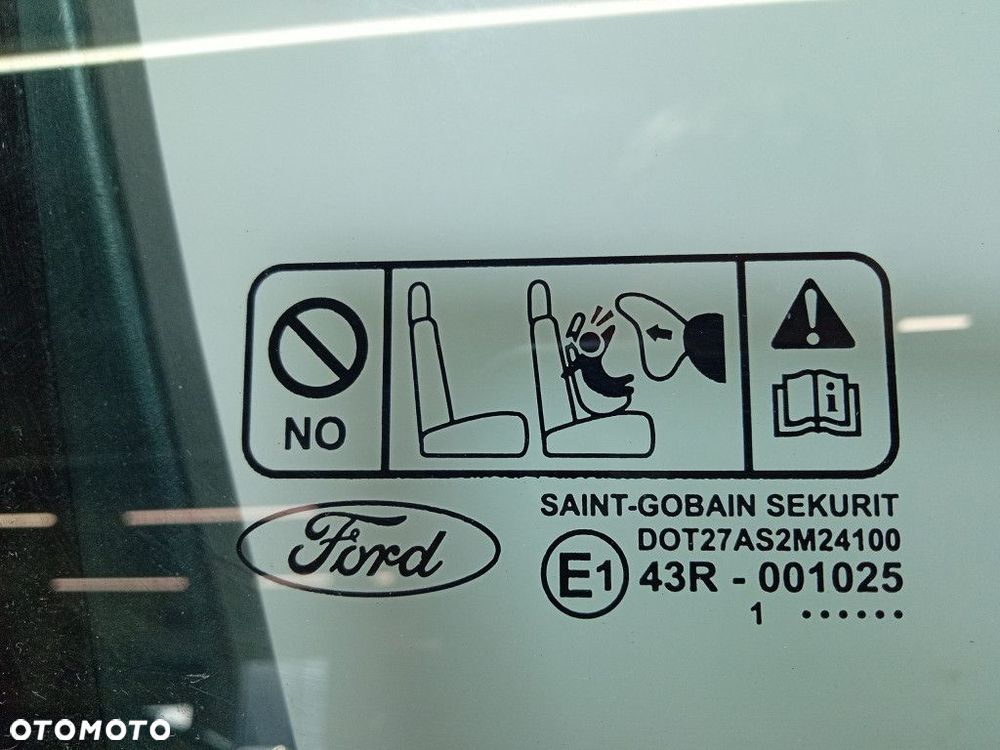 NO
i
Ford
SAINT-GOBAIN SEKURIT
DOT27AS2M24100
E1 43R - 001025
1 ••••••
OTOMOTO